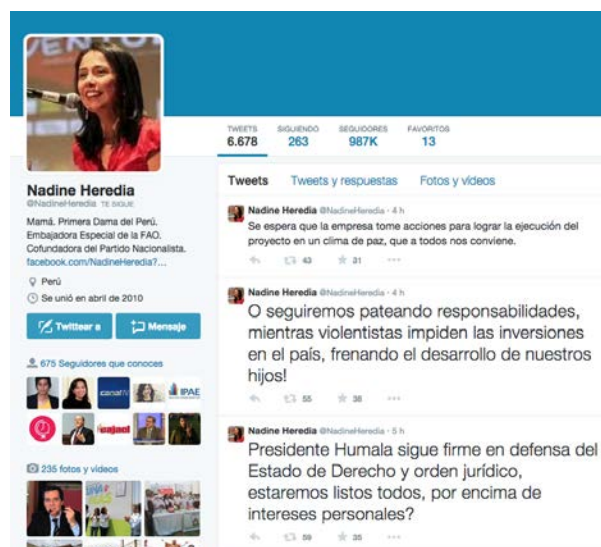 TWEETS SIGUIENDO SEGUIDORES FAVORITOS
6.678 263 987K 13
Nadine Heredia
@NadineHeredia TE SIGUE
Mamá. Primera Dama del Perú.
Embajadora Especial de la FAO.
Cofundadora del Partido Nacionalista.
facebook.com/NadineHeredia?...
Perú
Se unió en abril de 2010
Twittear a Mensaje
675 Seguidores que conoces
canalN
IPAE
235 fotos y videos
Tweets Tweets y respuestas Fotos y videos
Nadine Heredia @NadineHeredia · 4 h
Se espera que la empresa tome acciones para lograr la ejecución del
proyecto en un clima de paz, que a todos nos conviene.
43 31
Nadine Heredia @NadineHeredia · 4 h
O seguiremos pateando responsabilidades,
mientras violentistas impiden las inversiones
en el país, frenando el desarrollo de nuestros
hijos!
55 38
Nadine Heredia @NadineHeredia · 5 h
Presidente Humala sigue firme en defensa del
Estado de Derecho y orden jurídico,
estaremos listos todos, por encima de
intereses personales?
59 35